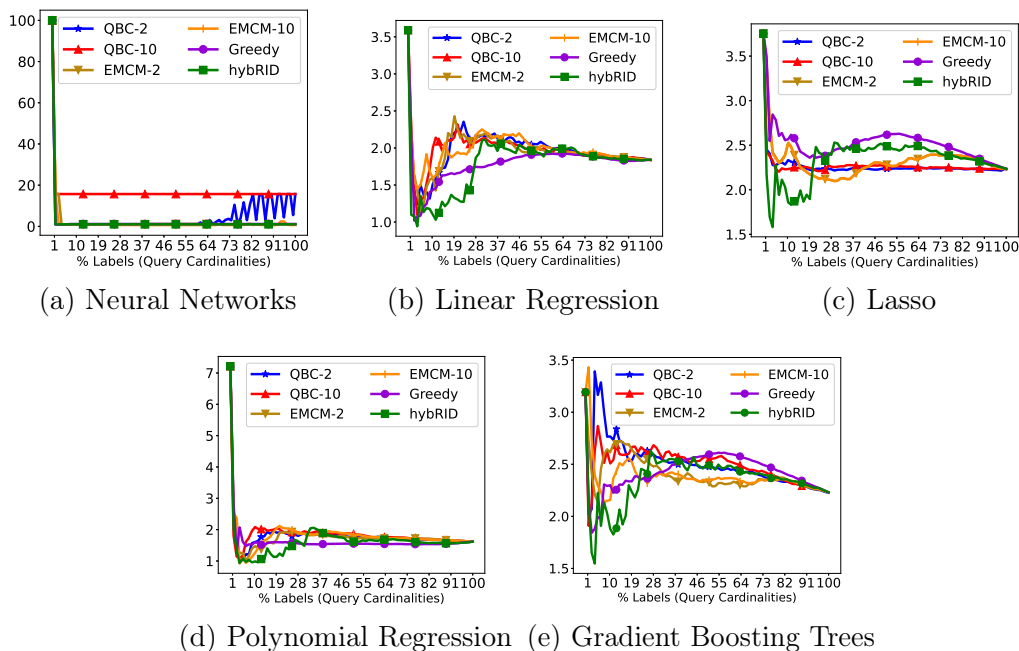 100
80
60
40
20
0
QBC-2
QBC-10
EMCM-2
EMCM-10
Greedy
hybRID
1 10 19 28 37 46 55 64 73 82 91100
% Labels (Query Cardinalities)
(a) Neural Networks
3.5
3.0
2.5
2.0
1.5
1.0
QBC-2
QBC-10
EMCM-2
EMCM-10
Greedy
hybRID
1 10 19 28 37 46 55 64 73 82 91100
% Labels (Query Cardinalities)
(b) Linear Regression
3.5
3.0
2.5
2.0
1.5
QBC-2
QBC-10
EMCM-2
EMCM-10
Greedy
hybRID
1 10 19 28 37 46 55 64 73 82 91 100
% Labels (Query Cardinalities)
(c) Lasso
7
6
5
4
3
2
1
QBC-2
QBC-10
EMCM-2
EMCM-10
Greedy
hybRID
1 10 19 28 37 46 55 64 73 82 91100
% Labels (Query Cardinalities)
(d) Polynomial Regression
3.5
3.0
2.5
2.0
1.5
QBC-2
QBC-10
EMCM-2
EMCM-10
Greedy
hybRID
1 10 19 28 37 46 55 64 73 82 91100
% Labels (Query Cardinalities)
(e) Gradient Boosting Trees